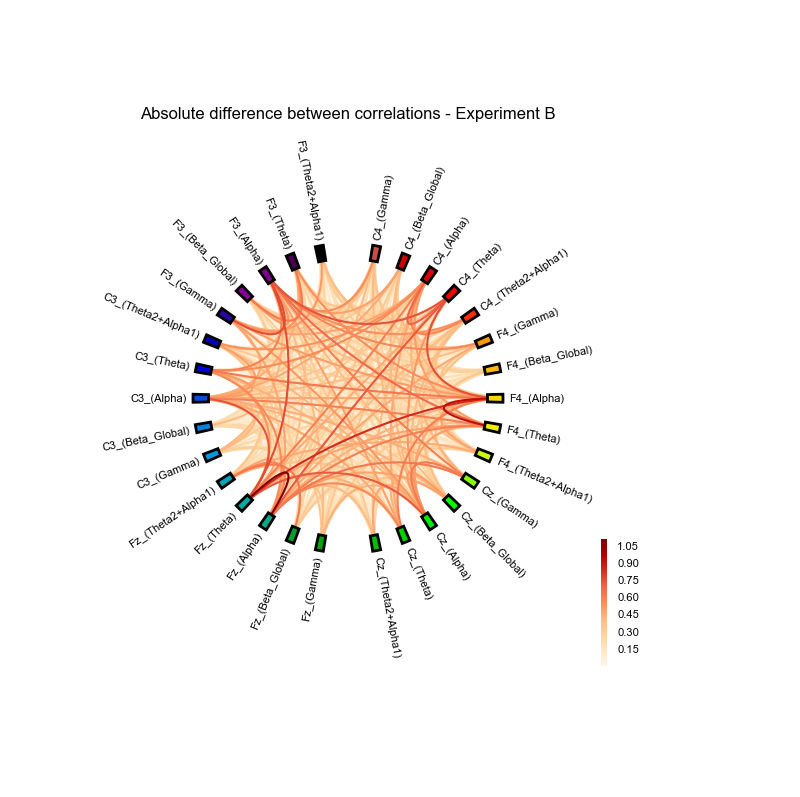 Absolute difference between correlations - Experiment B
F3_(Theta2+Alpha1)
F3_(Theta)
F3_(Alpha)
F3_(Beta_Global)
F3_(Gamma)
C3_(Theta2+Alpha1)
C3_(Theta)
C3_(Alpha)
C3_(Beta_Global)
C3_(Gamma)
Fz_(Theta2+Alpha1)
Fz_(Theta)
Fz_(Alpha)
Fz_(Beta_Global)
Fz_(Gamma)
Cz_(Theta2+Alpha1)
Cz_(Theta)
Cz_(Alpha)
Cz_(Beta_Global)
Cz_(Gamma)
F4_(Theta2+Alpha1)
F4_(Theta)
F4_(Alpha)
F4_(Beta_Global)
F4_(Gamma)
C4_(Theta2+Alpha1)
C4_(Theta)
C4_(Alpha)
C4_(Beta_Global)
C4_(Gamma)
1.05
0.90
0.75
0.60
0.45
0.30
0.15